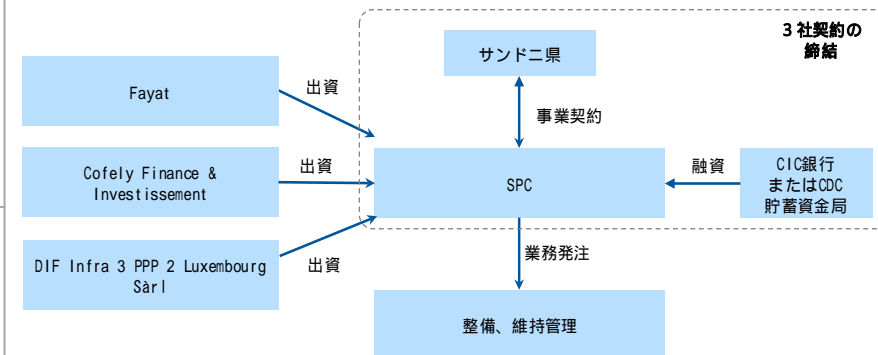 3社契約の
締結
サンドニ県
Fayat
出資
事業契約
Cofely Finance &
Investissement
出資
SPC
融資
CIC銀行
またはCDC
貯蓄資金局
DIF Infra 3 PPP 2 Luxembourg
Sàrl
出資
業務発注
整備、維持管理